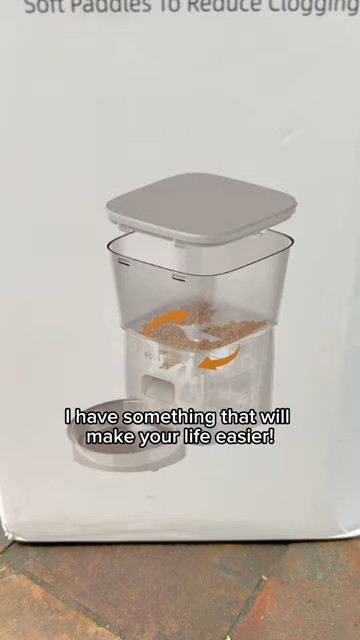 Soft Paddles To Reduce Clogging
I have something that will
make your life easier!